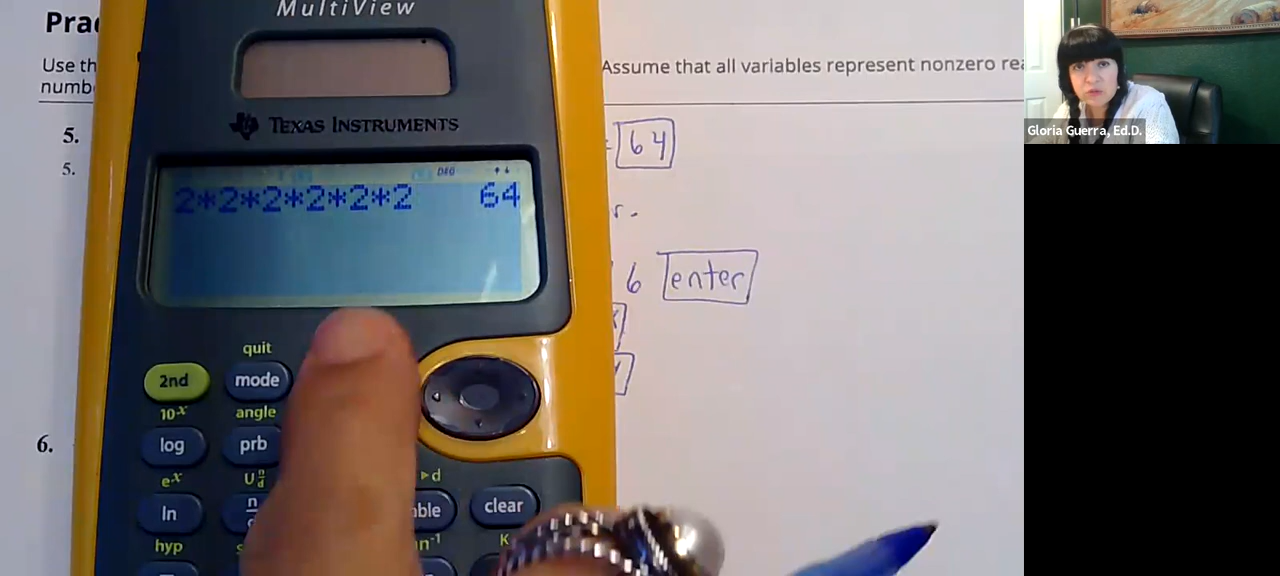 MultiView
Use th Assume that all variables represent nonzero rea
numb
TEXAS INSTRUMENTS
5. 64
5.
DEG
2*2*2*2*2*2 64
r.
6 enter
quit
2nd mode
10ˣ angle
log prb
6.
eˣ
ln n
clear
hyp
K
Gloria Guerra, Ed.D.